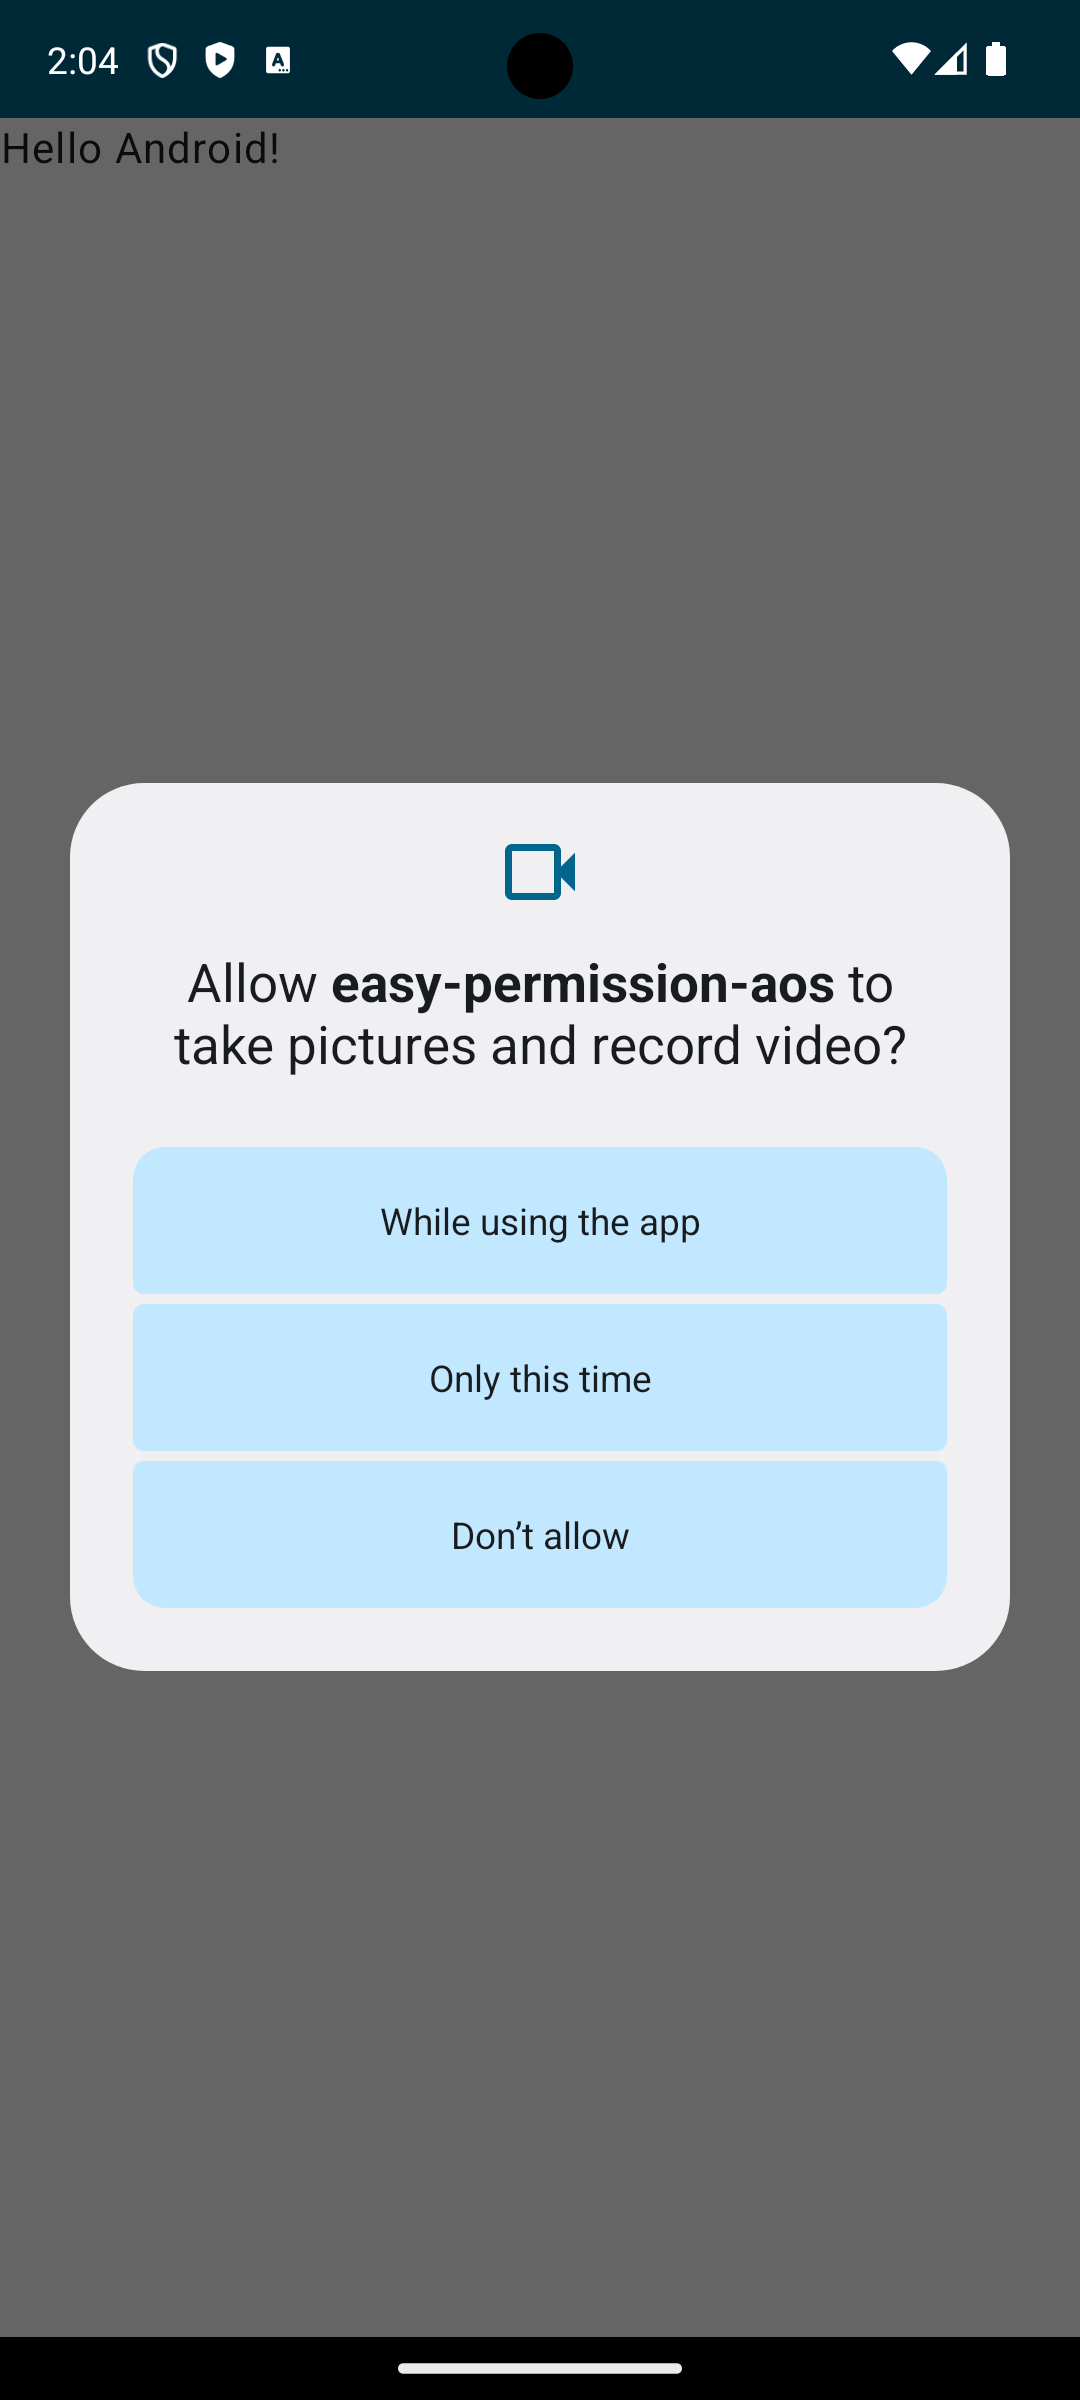 2:04
Hello Android!
Allow easy-permission-aos to
take pictures and record video?
While using the app
Only this time
Don’t allow